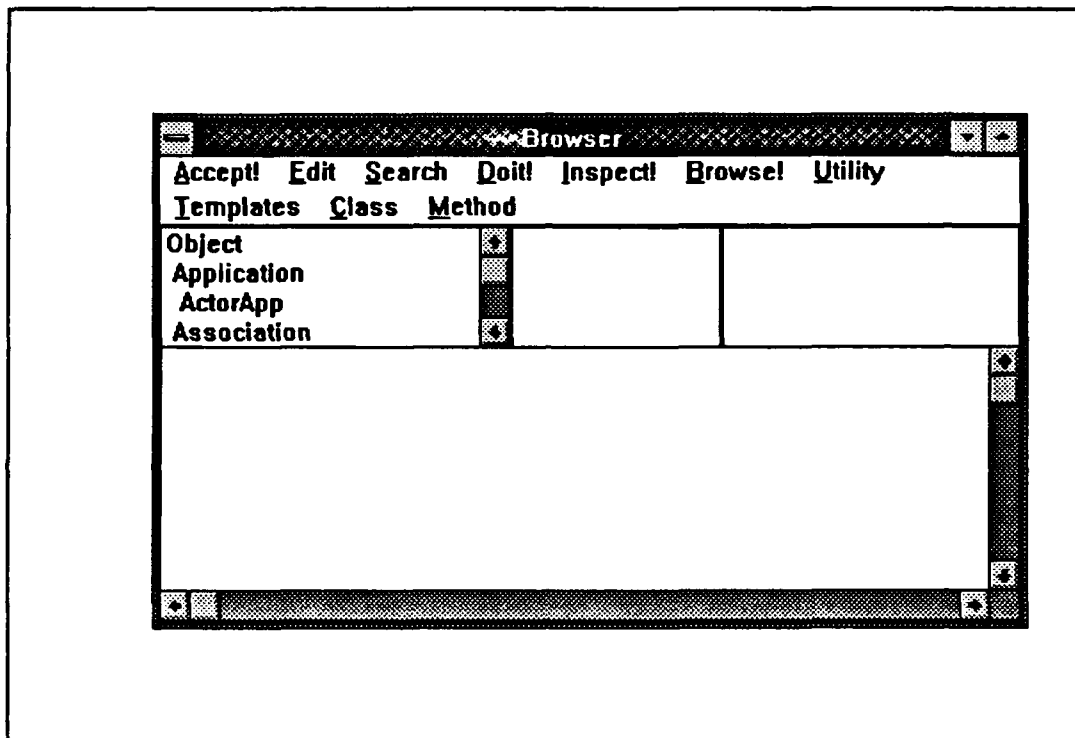 Browser
Accept! Edit Search Doit! Inspect! Browse! Utility
Templates Class Method
Object
Application
ActorApp
Association